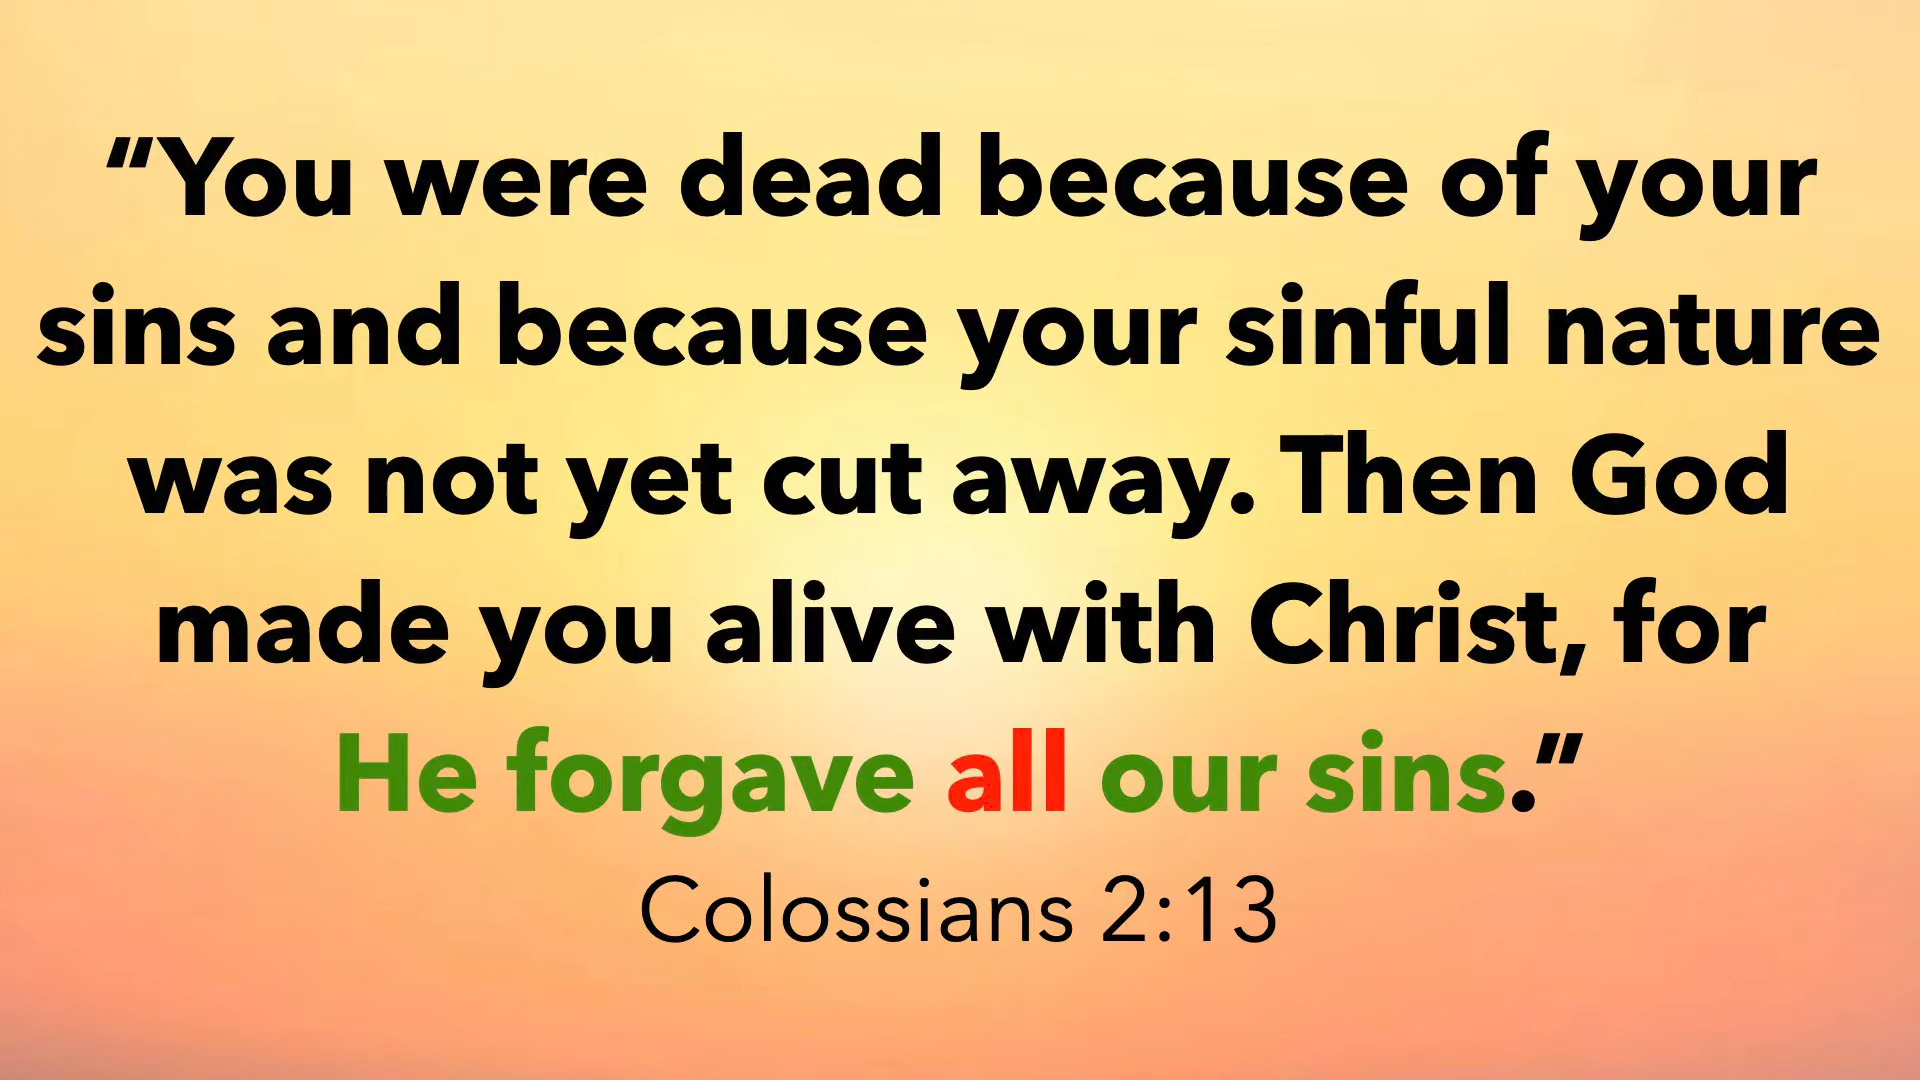 “You were dead because of your
sins and because your sinful nature
was not yet cut away. Then God
made you alive with Christ, for
He forgave all our sins.”
Colossians 2:13